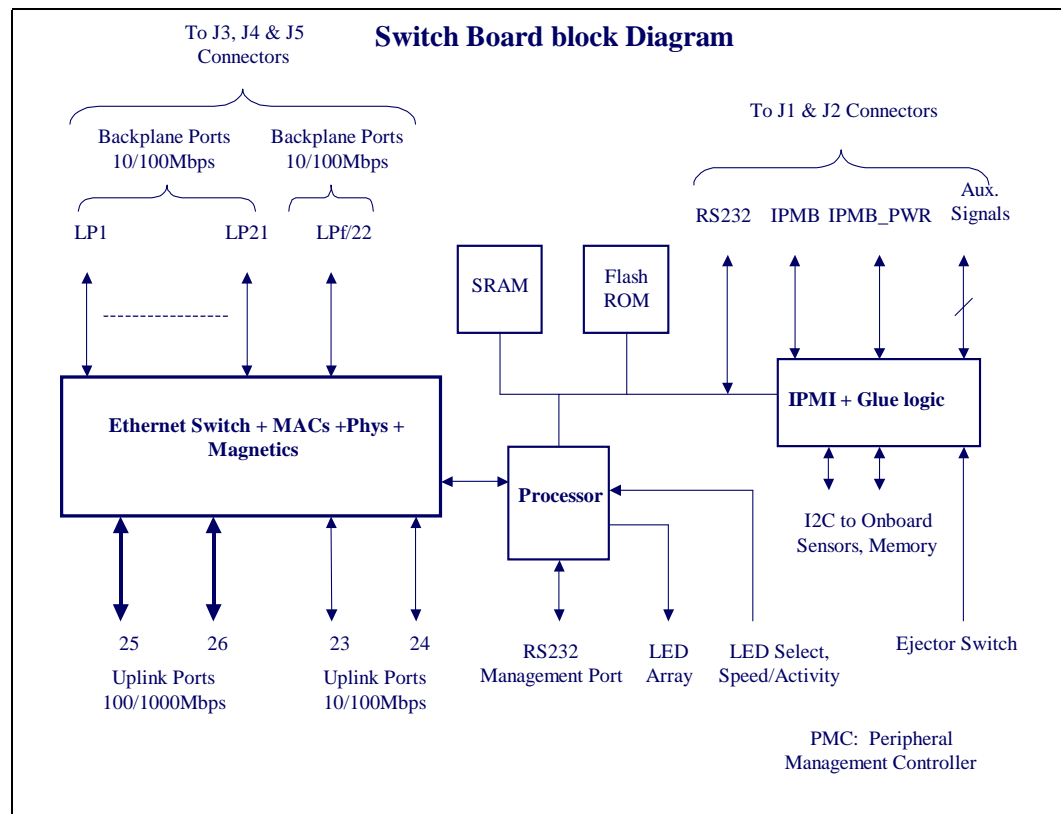 Switch Board block Diagram
To J3, J4 & J5
Connectors
Backplane Ports
10/100Mbps
Backplane Ports
10/100Mbps
LP1
LP21
LPf/22
To J1 & J2 Connectors
RS232
IPMB
IPMB_PWR
Aux.
Signals
SRAM
Flash
ROM
Ethernet Switch + MACs +Phys +
Magnetics
Processor
IPMI + Glue logic
I2C to Onboard
Sensors, Memory
25
26
23
24
Uplink Ports
100/1000Mbps
Uplink Ports
10/100Mbps
RS232
Management Port
LED
Array
LED Select,
Speed/Activity
Ejector Switch
PMC:  Peripheral
Management Controller